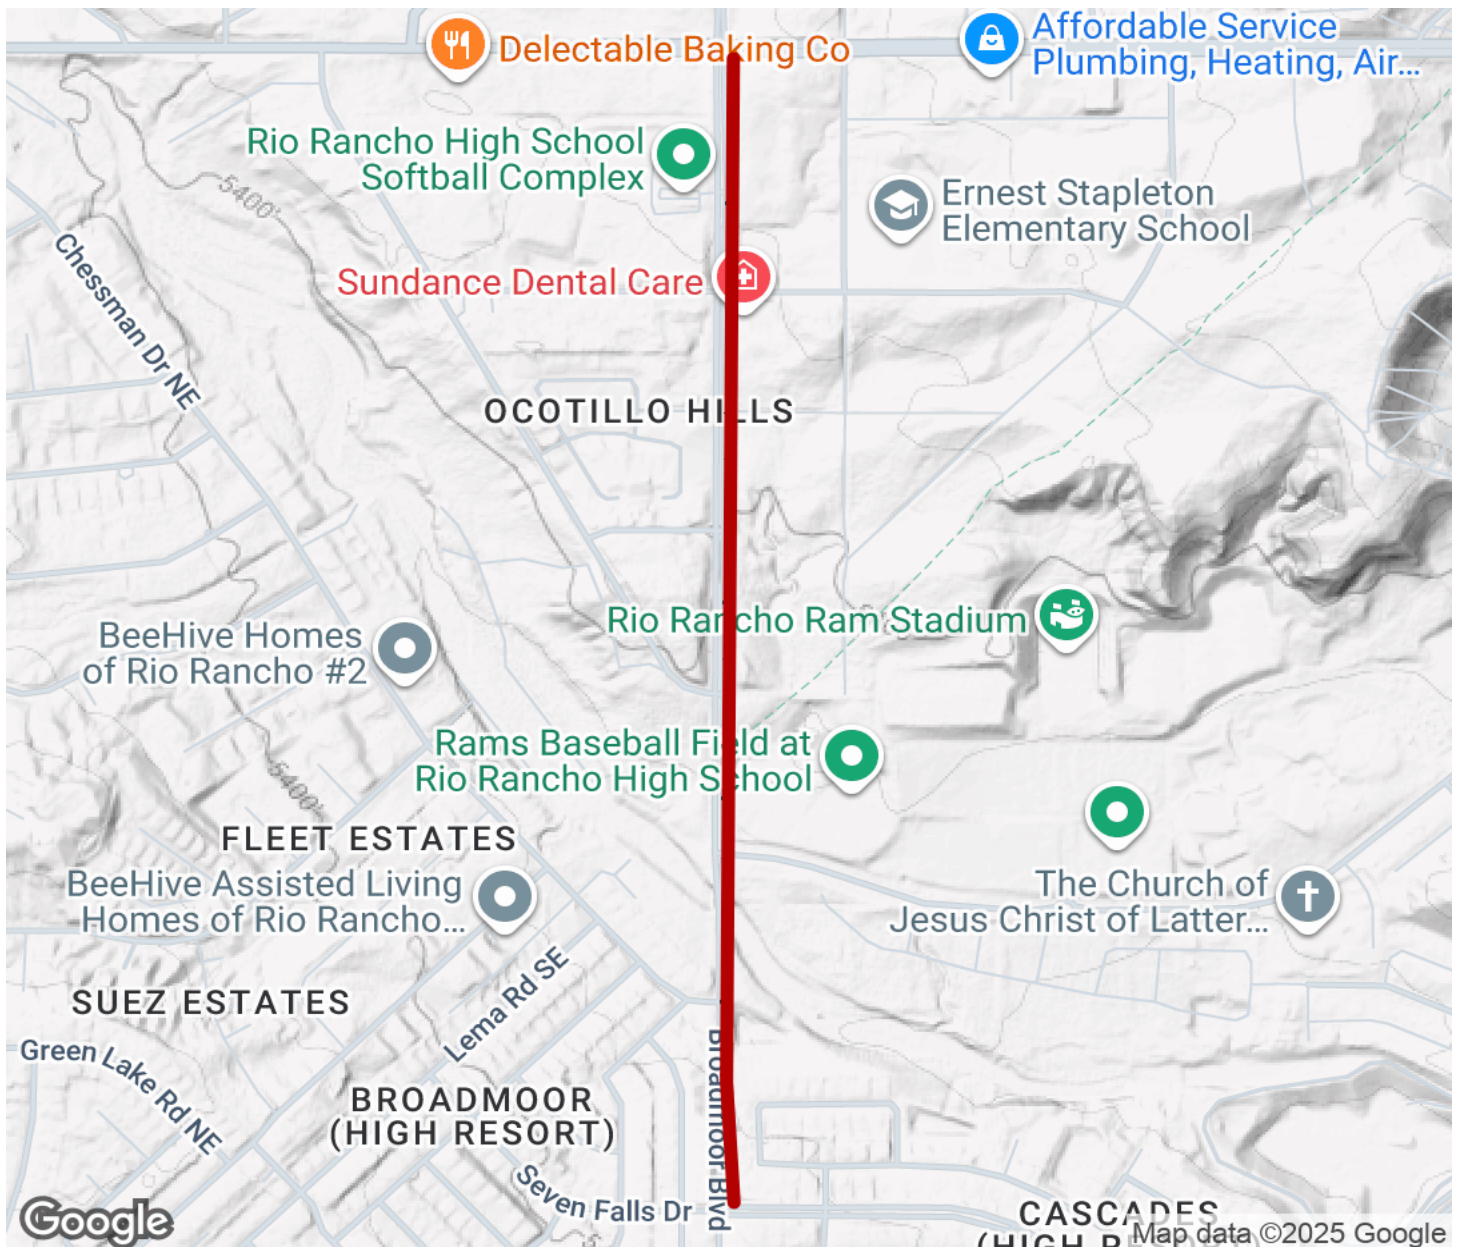 Delectable Baking Co
Affordable Service
Plumbing, Heating, Air...
Rio Rancho High School
Softball Complex
5400'
Ernest Stapleton
Elementary School
Chessman Dr NE
Sundance Dental Care
OCOTILLO HILLS
Rio Rancho Ram Stadium
BeeHive Homes
of Rio Rancho #2
Rams Baseball Field at
Rio Rancho High School
5400'
FLEET ESTATES
BeeHive Assisted Living
Homes of Rio Rancho...
The Church of
Jesus Christ of Latter...
Lema Rd SE
SUEZ ESTATES
Green Lake Rd NE
Broadmoor Blvd
BROADMOOR
(HIGH RESORT)
Seven Falls Dr
CASCADES
(HIGH RESORT)
Google
Map data ©2025 Google